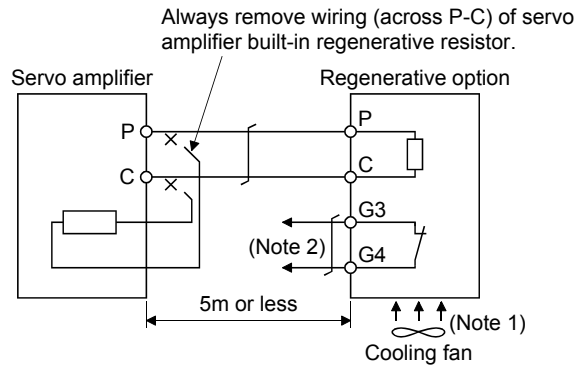 Always remove wiring (across P-C) of servo
amplifier built-in regenerative resistor.
Servo amplifier
Regenerative option
P
P
C
C
G3
(Note 2)
G4
5m or less
(Note 1)
Cooling fan